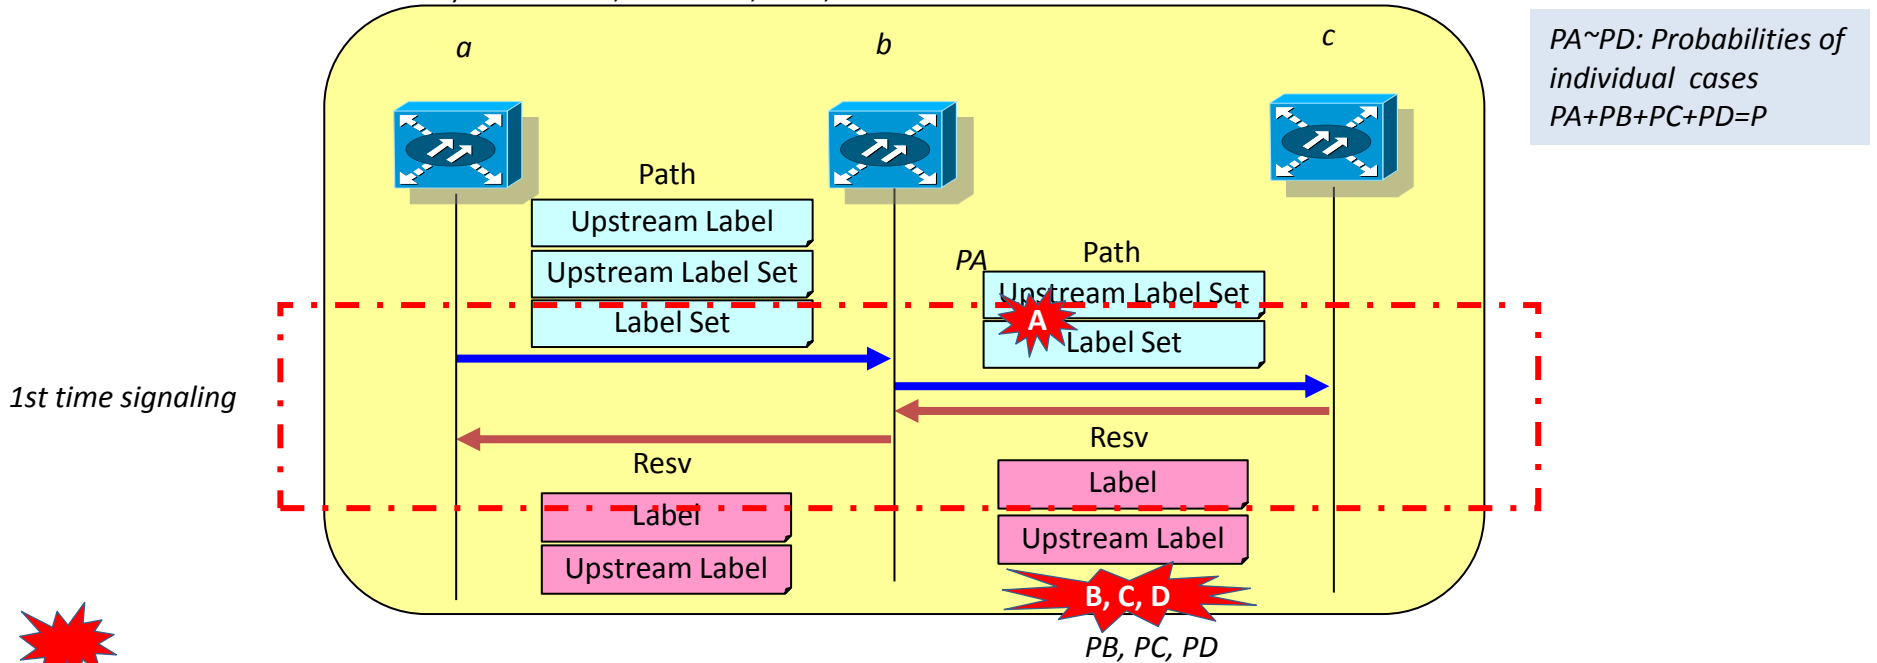 a
b
c
PA~PD: Probabilities of
individual cases
PA+PB+PC+PD=P
Path
Upstream Label
Upstream Label Set
Label Set
PA
Path
Upstream Label Set
A
Label Set
1st time signaling
Resv
Label
Upstream Label
Resv
Label
Upstream Label
B, C, D
PB, PC, PD